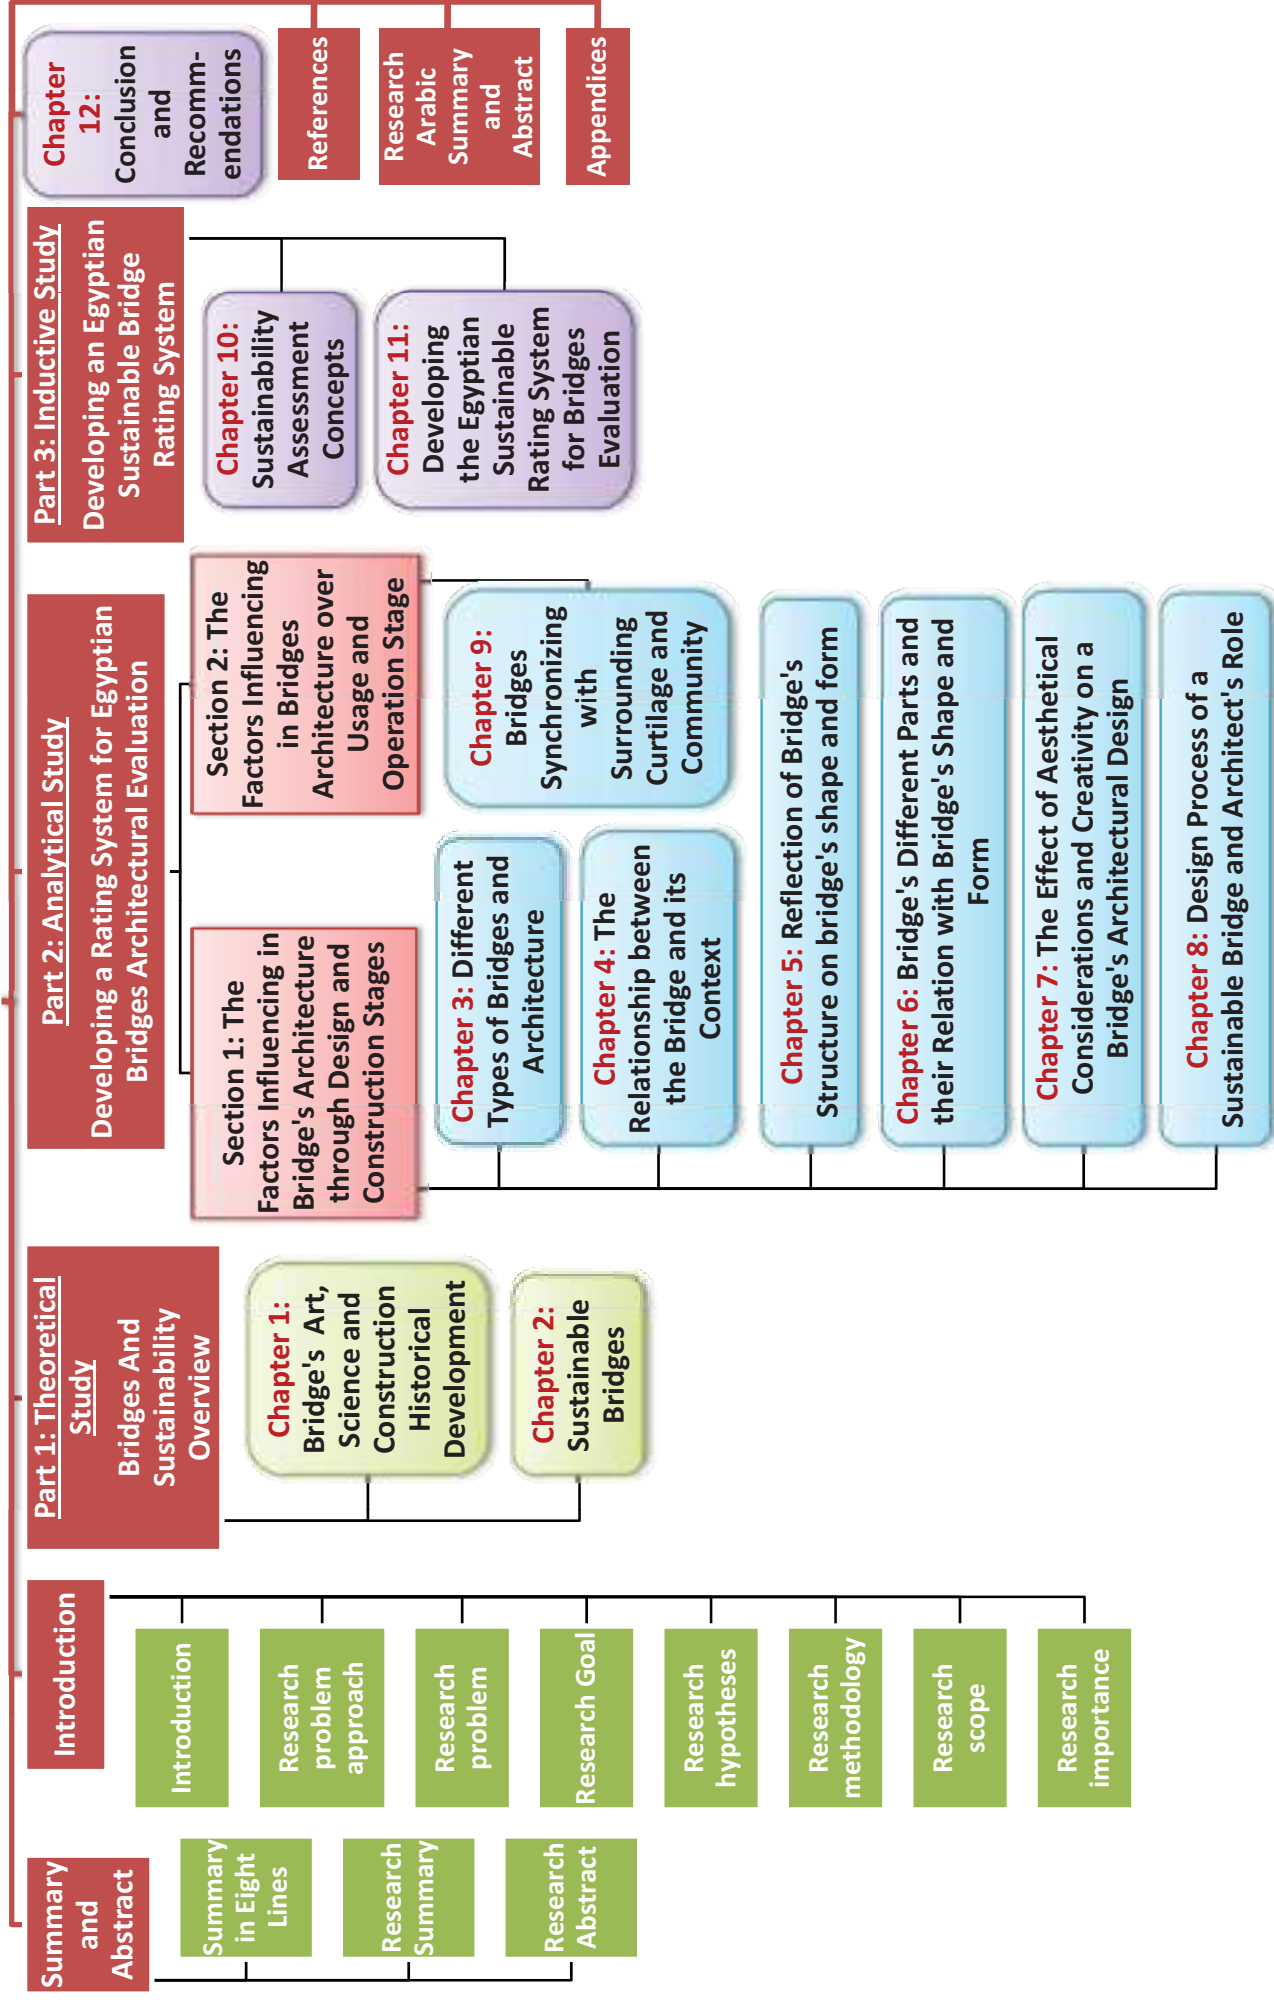 Summary
and
Abstract
Summary
in Eight
Lines
Research
Summary
Research
Abstract
Introduction
Introduction
Research
problem
approach
Research
problem
Research Goal
Research
hypotheses
Research
methodology
Research
scope
Research
importance
Part 1: Theoretical
Study
Bridges And
Sustainability
Overview
Chapter 1:
Bridge's Art,
Science and
Construction
Historical
Development
Chapter 2:
Sustainable
Bridges
Part 2: Analytical Study
Developing a Rating System for Egyptian
Bridges Architectural Evaluation
Section 1: The
Factors Influencing in
Bridge's Architecture
through Design and
Construction Stages
Chapter 3: Different
Types of Bridges and
Architecture
Chapter 4: The
Relationship between
the Bridge and its
Context
Chapter 5: Reflection of Bridge's
Structure on bridge's shape and form
Chapter 6: Bridge's Different Parts and
their Relation with Bridge's Shape and
Form
Chapter 7: The Effect of Aesthetical
Considerations and Creativity on a
Bridge's Architectural Design
Chapter 8: Design Process of a
Sustainable Bridge and Architect's Role
Section 2: The
Factors Influencing
in Bridges
Architecture over
Usage and
Operation Stage
Chapter 9:
Bridges
Synchronizing
with
Surrounding
Curtilage and
Community
Part 3: Inductive Study
Developing an Egyptian
Sustainable Bridge
Rating System
Chapter 10:
Sustainability
Assessment
Concepts
Chapter 11:
Developing
the Egyptian
Sustainable
Rating System
for Bridges
Evaluation
Chapter
12:
Conclusion
and
Recomm-
endations
References
Research
Arabic
Summary
and
Abstract
Appendices